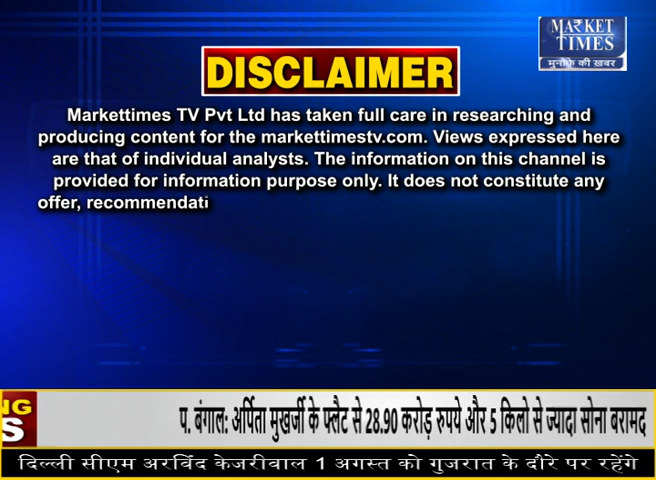 MARKET
TIMES
मुनाफे की ख़बर
DISCLAIMER
Markettimes TV Pvt Ltd has taken full care in researching and
producing content for the markettimestv.com. Views expressed here
are that of individual analysts. The information on this channel is
provided for information purpose only. It does not constitute any
offer, recommendati
NG
S
प. बंगाल: अर्पिता मुखर्जी के फ्लैट से 28.90 करोड़ रुपये और 5 किलो से ज्यादा सोना बरामद
दिल्ली सीएम अरविंद केजरीवाल 1 अगस्त को गुजरात के दौरे पर रहेंगे